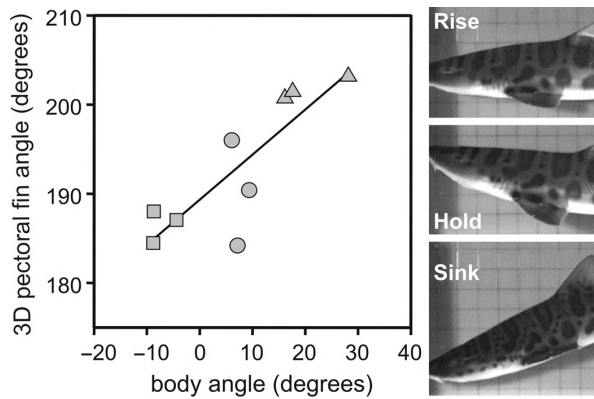 210
200
190
180
3D pectoral fin angle (degrees)
−20 −10 0 10 20 30 40
body angle (degrees)
Rise
Hold
Sink